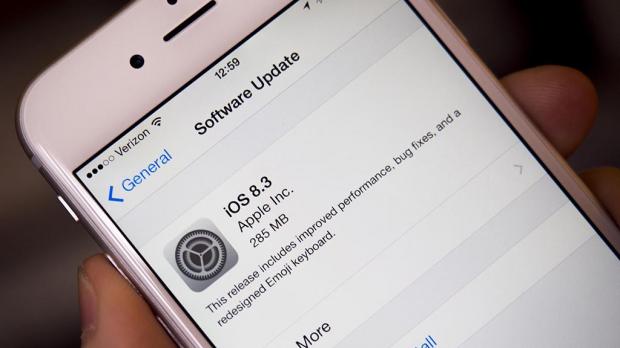 Verizon 12:59
General Software Update
iOS 8.3
Apple Inc.
285 MB
This release includes improved performance, bug fixes, and a
redesigned Emoji keyboard.
More